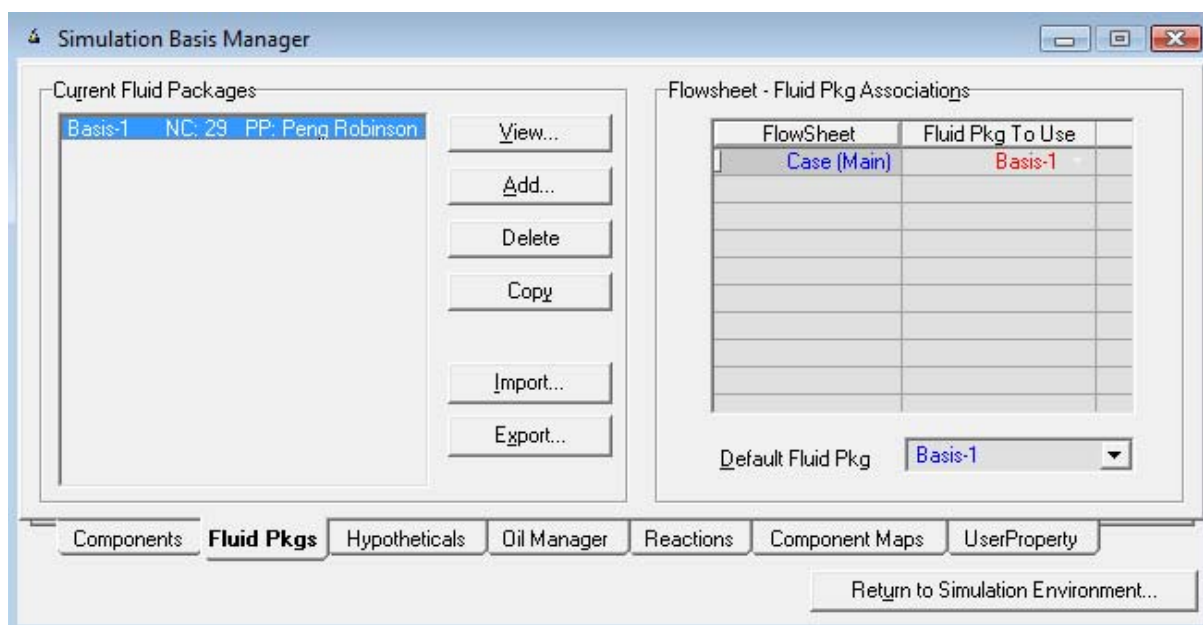 Simulation Basis Manager
Current Fluid Packages
Basis-1 NC: 29 PP: Peng Robinson
View...
Add...
Delete
Copy
Import...
Export...
Flowsheet - Fluid Pkg Associations
FlowSheet Fluid Pkg To Use
Case (Main) Basis-1
Default Fluid Pkg Basis-1
Components Fluid Pkgs Hypotheticals Oil Manager Reactions Component Maps UserProperty
Return to Simulation Environment...